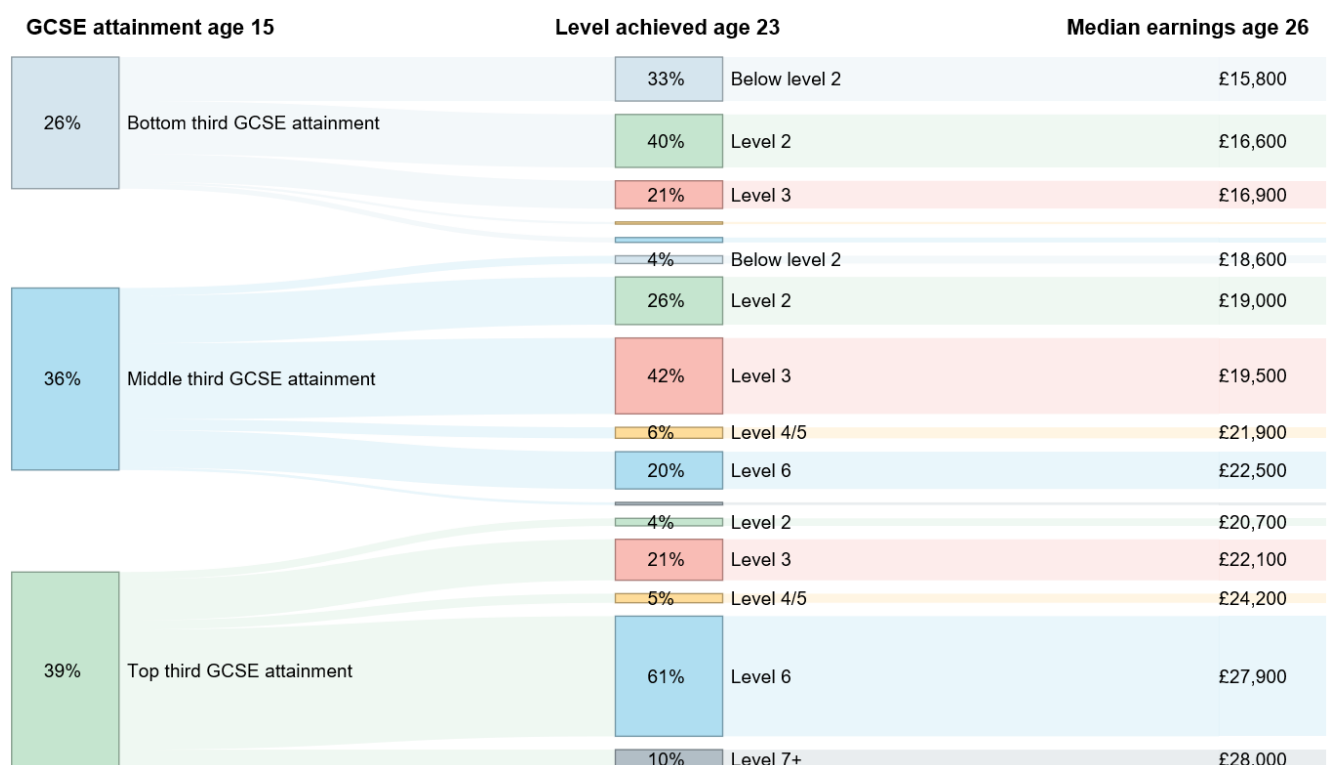 GCSE attainment age 15 Level achieved age 23 Median earnings age 26
33% Below level 2 £15,800
26% Bottom third GCSE attainment
40% Level 2 £16,600
21% Level 3 £16,900
4% Below level 2 £18,600
26% Level 2 £19,000
36% Middle third GCSE attainment
42% Level 3 £19,500
6% Level 4/5 £21,900
20% Level 6 £22,500
4% Level 2 £20,700
21% Level 3 £22,100
5% Level 4/5 £24,200
39% Top third GCSE attainment
61% Level 6 £27,900
10% Level 7+ £28,000